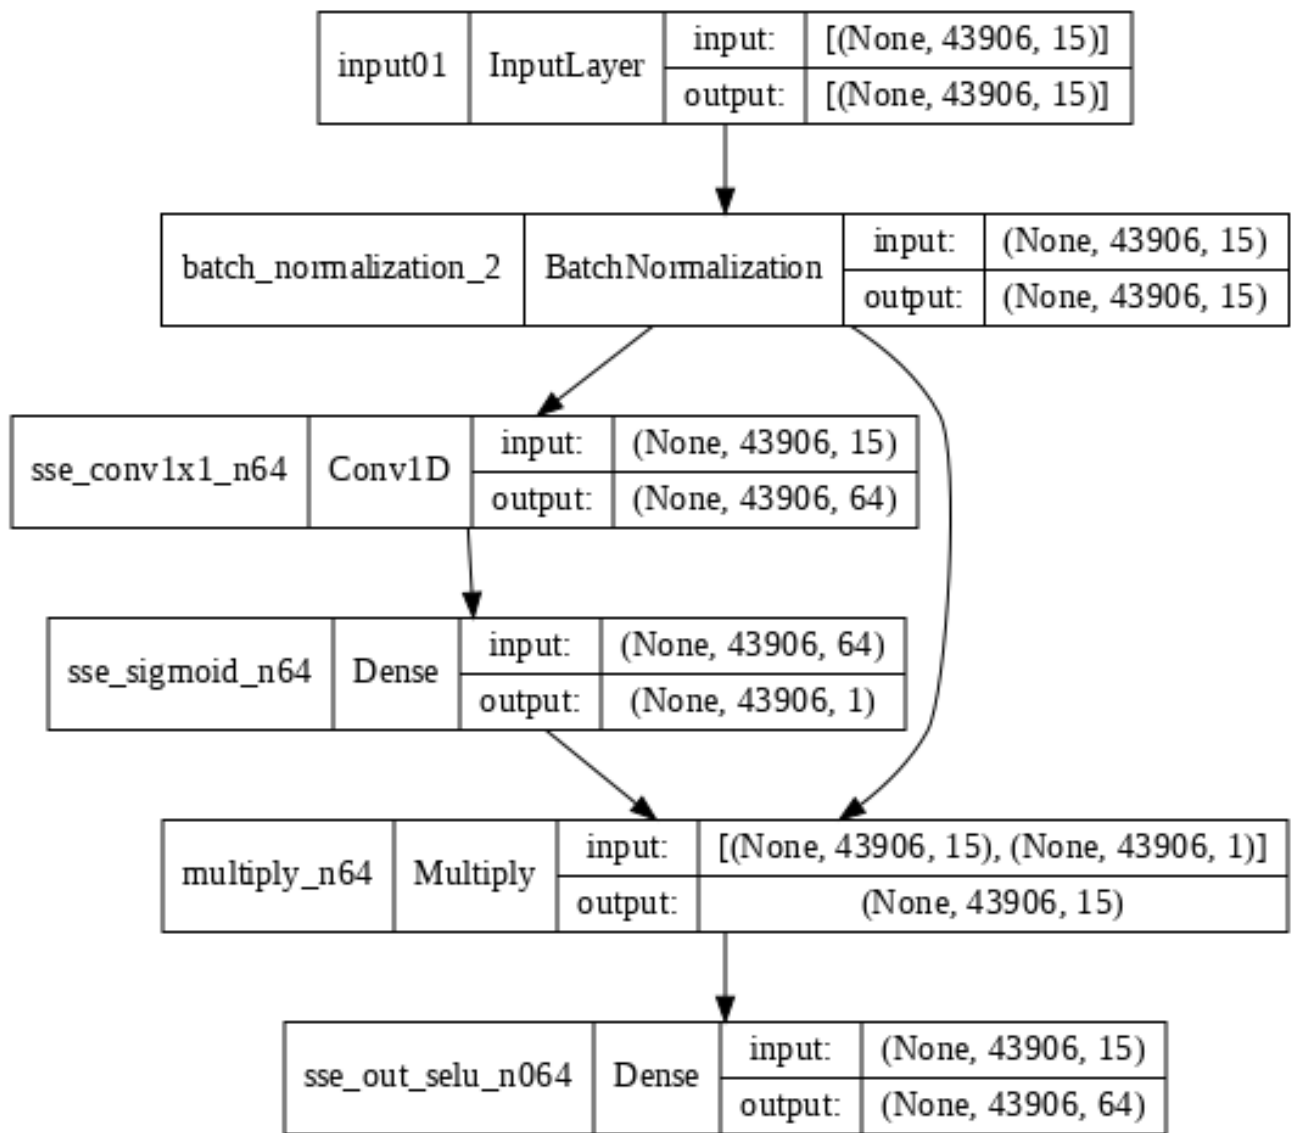 input01 InputLayer input: [(None, 43906, 15)]
output: [(None, 43906, 15)]
batch_normalization_2 BatchNormalization input: (None, 43906, 15)
output: (None, 43906, 15)
sse_conv1x1_n64 Conv1D input: (None, 43906, 15)
output: (None, 43906, 64)
sse_sigmoid_n64 Dense input: (None, 43906, 64)
output: (None, 43906, 1)
multiply_n64 Multiply input: [(None, 43906, 15), (None, 43906, 1)]
output: (None, 43906, 15)
sse_out_selu_n064 Dense input: (None, 43906, 15)
output: (None, 43906, 64)